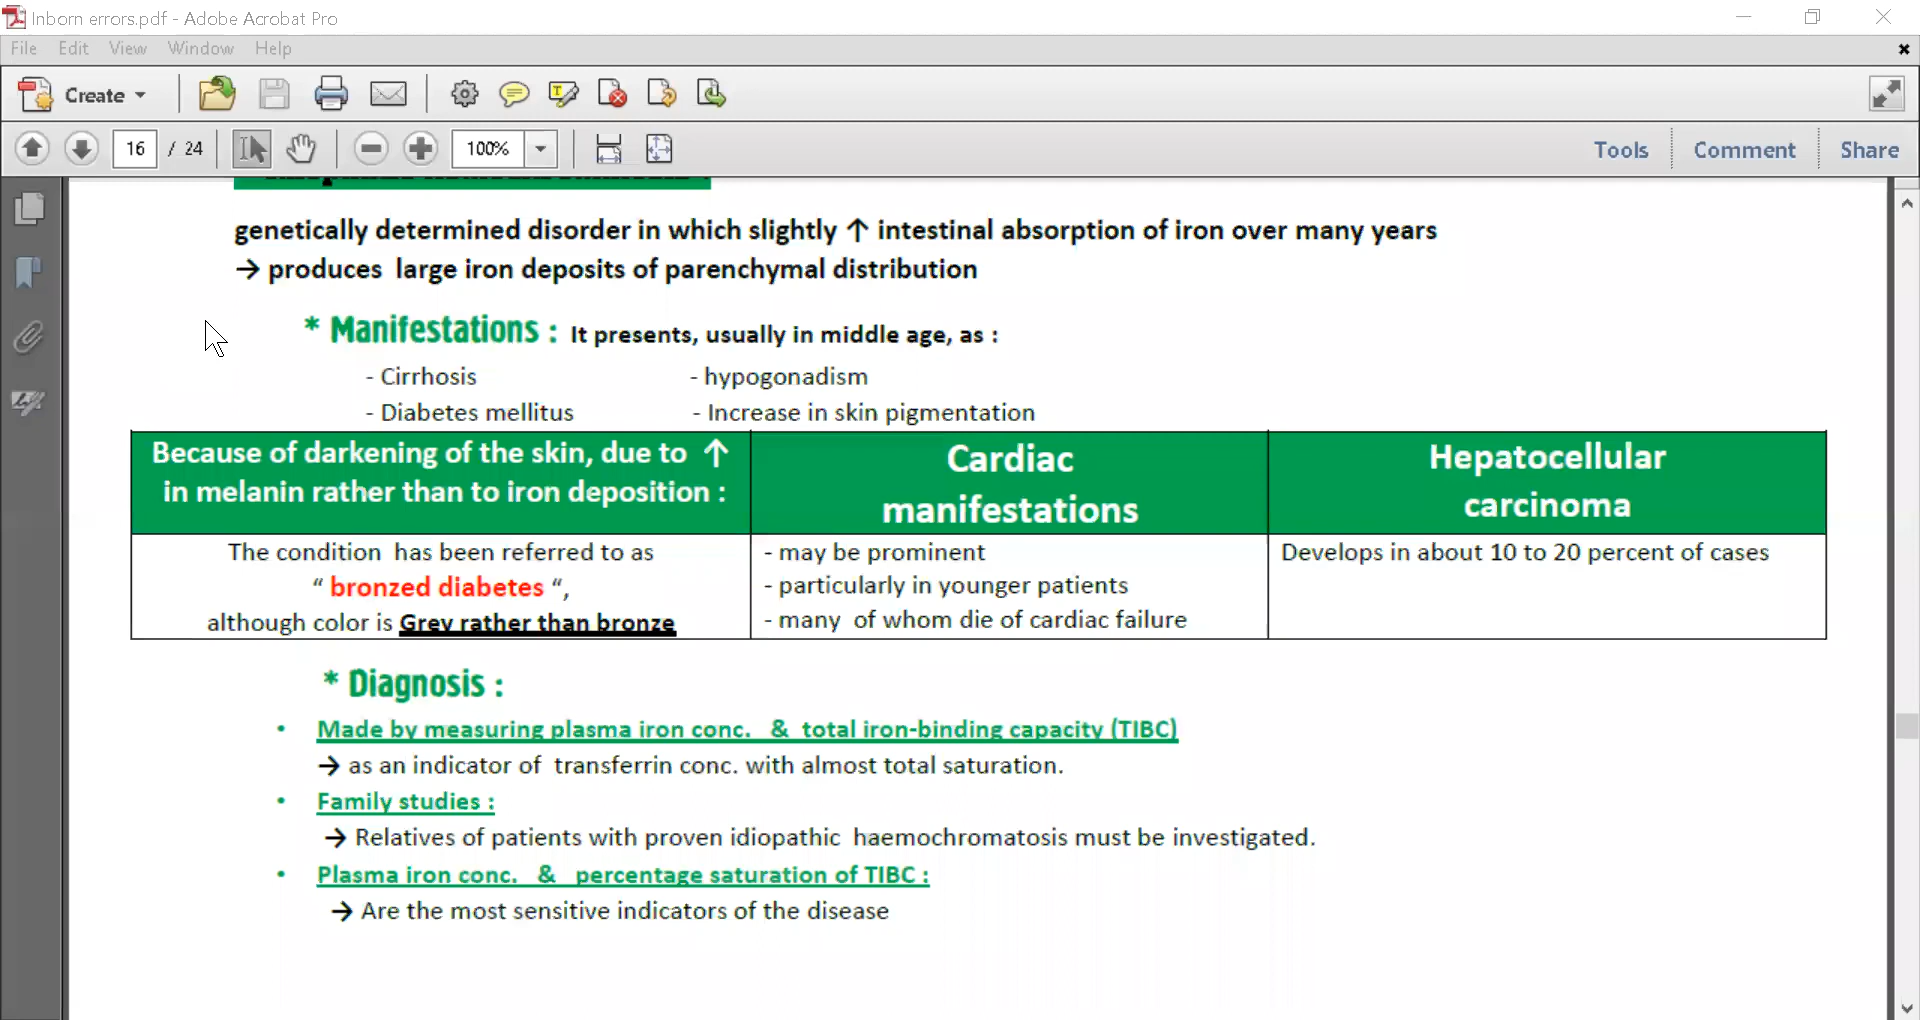 Inborn errors.pdf - Adobe Acrobat Pro
File Edit View Window Help
Create
16 / 24 100% Tools Comment Share
genetically determined disorder in which slightly ↑ intestinal absorption of iron over many years
→ produces large iron deposits of parenchymal distribution
* Manifestations : It presents, usually in middle age, as :
- Cirrhosis - hypogonadism
- Diabetes mellitus - Increase in skin pigmentation
Because of darkening of the skin, due to ↑
in melanin rather than to iron deposition :
Cardiac
manifestations
Hepatocellular
carcinoma
The condition has been referred to as
“ bronzed diabetes “,
although color is Grey rather than bronze
- may be prominent
- particularly in younger patients
- many of whom die of cardiac failure
Develops in about 10 to 20 percent of cases
* Diagnosis :
• Made by measuring plasma iron conc. & total iron-binding capacity (TIBC)
→ as an indicator of transferrin conc. with almost total saturation.
• Family studies :
→ Relatives of patients with proven idiopathic haemochromatosis must be investigated.
• Plasma iron conc. & percentage saturation of TIBC :
→ Are the most sensitive indicators of the disease